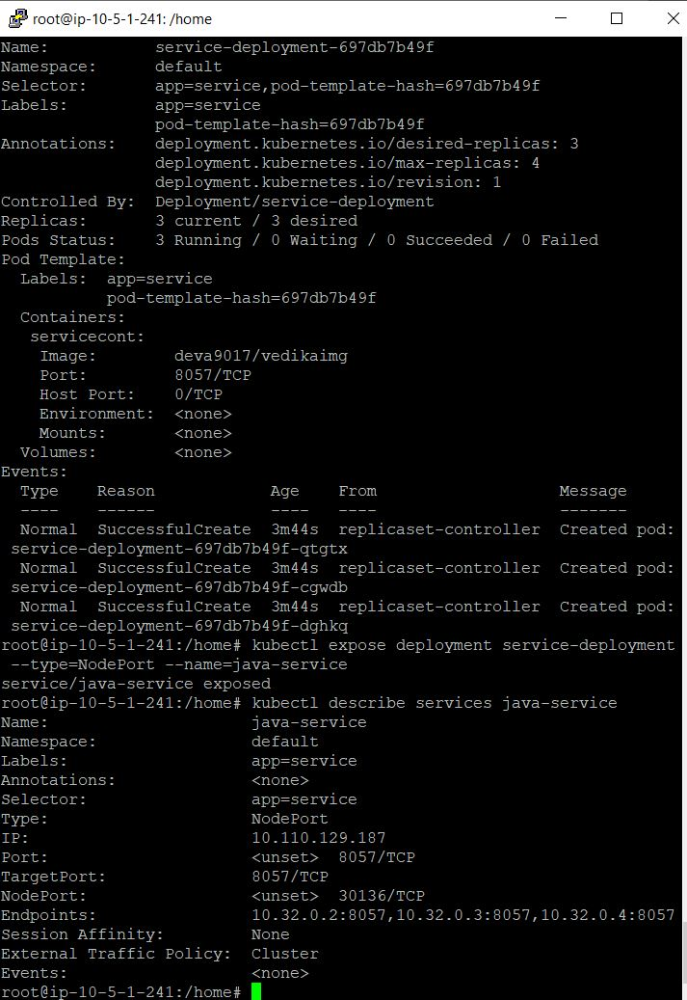 root@ip-10-5-1-241: /home
Name:           service-deployment-697db7b49f
Namespace:      default
Selector:       app=service,pod-template-hash=697db7b49f
Labels:         app=service
                pod-template-hash=697db7b49f
Annotations:    deployment.kubernetes.io/desired-replicas: 3
                deployment.kubernetes.io/max-replicas: 4
                deployment.kubernetes.io/revision: 1
Controlled By:  Deployment/service-deployment
Replicas:       3 current / 3 desired
Pods Status:    3 Running / 0 Waiting / 0 Succeeded / 0 Failed
Pod Template:
  Labels:  app=service
           pod-template-hash=697db7b49f
  Containers:
   servicecont:
    Image:        deva9017/vedikaimg
    Port:         8057/TCP
    Host Port:    0/TCP
    Environment:  <none>
    Mounts:       <none>
  Volumes:        <none>
Events:
  Type    Reason            Age    From                   Message
  ----    ------            ----   ----                   -------
  Normal  SuccessfulCreate  3m44s  replicaset-controller  Created pod:
 service-deployment-697db7b49f-qtgtx
  Normal  SuccessfulCreate  3m44s  replicaset-controller  Created pod:
 service-deployment-697db7b49f-cgwdb
  Normal  SuccessfulCreate  3m44s  replicaset-controller  Created pod:
 service-deployment-697db7b49f-dghkq
root@ip-10-5-1-241:/home# kubectl expose deployment service-deployment
 --type=NodePort --name=java-service
service/java-service exposed
root@ip-10-5-1-241:/home# kubectl describe services java-service
Name:                     java-service
Namespace:                default
Labels:                   app=service
Annotations:              <none>
Selector:                 app=service
Type:                     NodePort
IP:                       10.110.129.187
Port:                     <unset>  8057/TCP
TargetPort:               8057/TCP
NodePort:                 <unset>  30136/TCP
Endpoints:                10.32.0.2:8057,10.32.0.3:8057,10.32.0.4:8057
Session Affinity:         None
External Traffic Policy:  Cluster
Events:                   <none>
root@ip-10-5-1-241:/home#